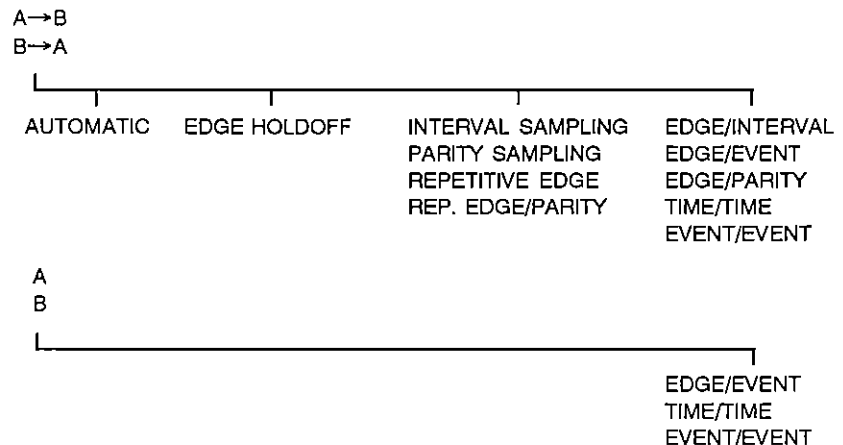 A→B
B→A
AUTOMATIC EDGE HOLDOFF INTERVAL SAMPLING EDGE/INTERVAL
PARITY SAMPLING EDGE/EVENT
REPETITIVE EDGE EDGE/PARITY
REP. EDGE/PARITY TIME/TIME
EVENT/EVENT
A
B
EDGE/EVENT
TIME/TIME
EVENT/EVENT